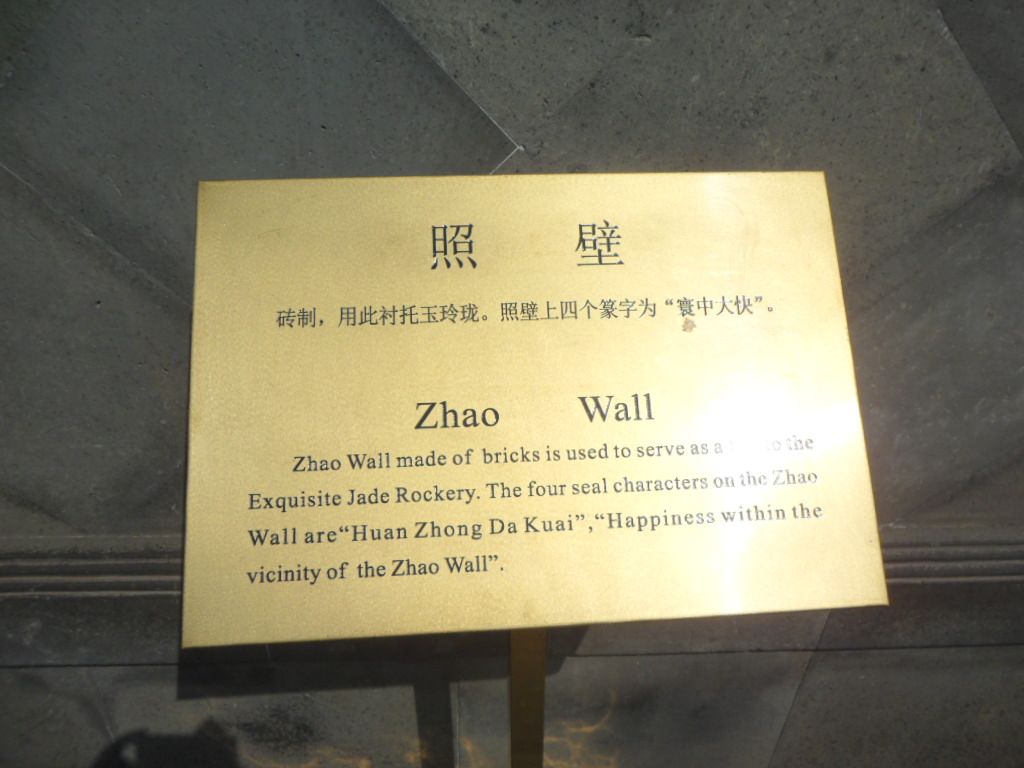 照 壁
砖制，用此衬托玉玲珑。照壁上四个篆字为“寰中大快”。
Zhao Wall
Zhao Wall made of bricks is used to serve as a to the
Exquisite Jade Rockery. The four seal characters on the Zhao
Wall are“Huan Zhong Da Kuai”,“Happiness within the
vicinity of the Zhao Wall”.